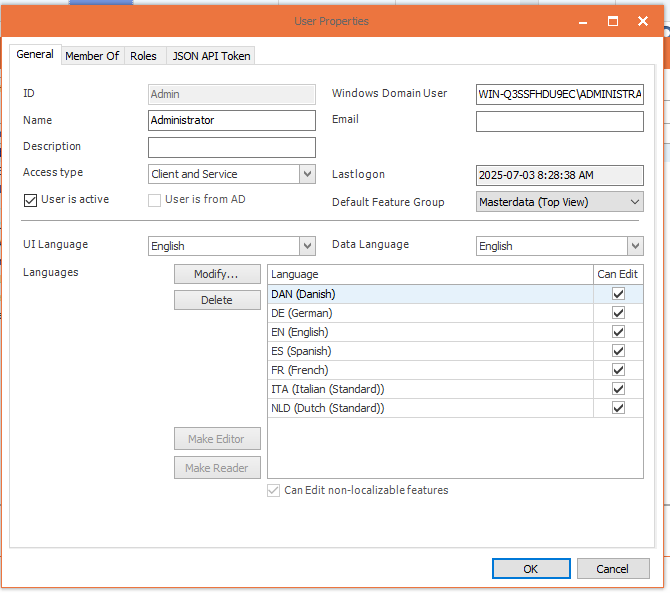 User Properties
General Member Of Roles JSON API Token
ID Admin Windows Domain User WIN-Q3SSFHDU9EC\ADMINISTRA
Name Administrator Email
Description
Access type Client and Service Last logon 2025-07-03 8:28:38 AM
User is active User is from AD Default Feature Group Masterdata (Top View)
UI Language English Data Language English
Languages Modify... Language Can Edit
Delete DAN (Danish)
DE (German)
EN (English)
ES (Spanish)
FR (French)
ITA (Italian (Standard))
NLD (Dutch (Standard))
Make Editor
Make Reader
Can Edit non-localizable features
OK Cancel